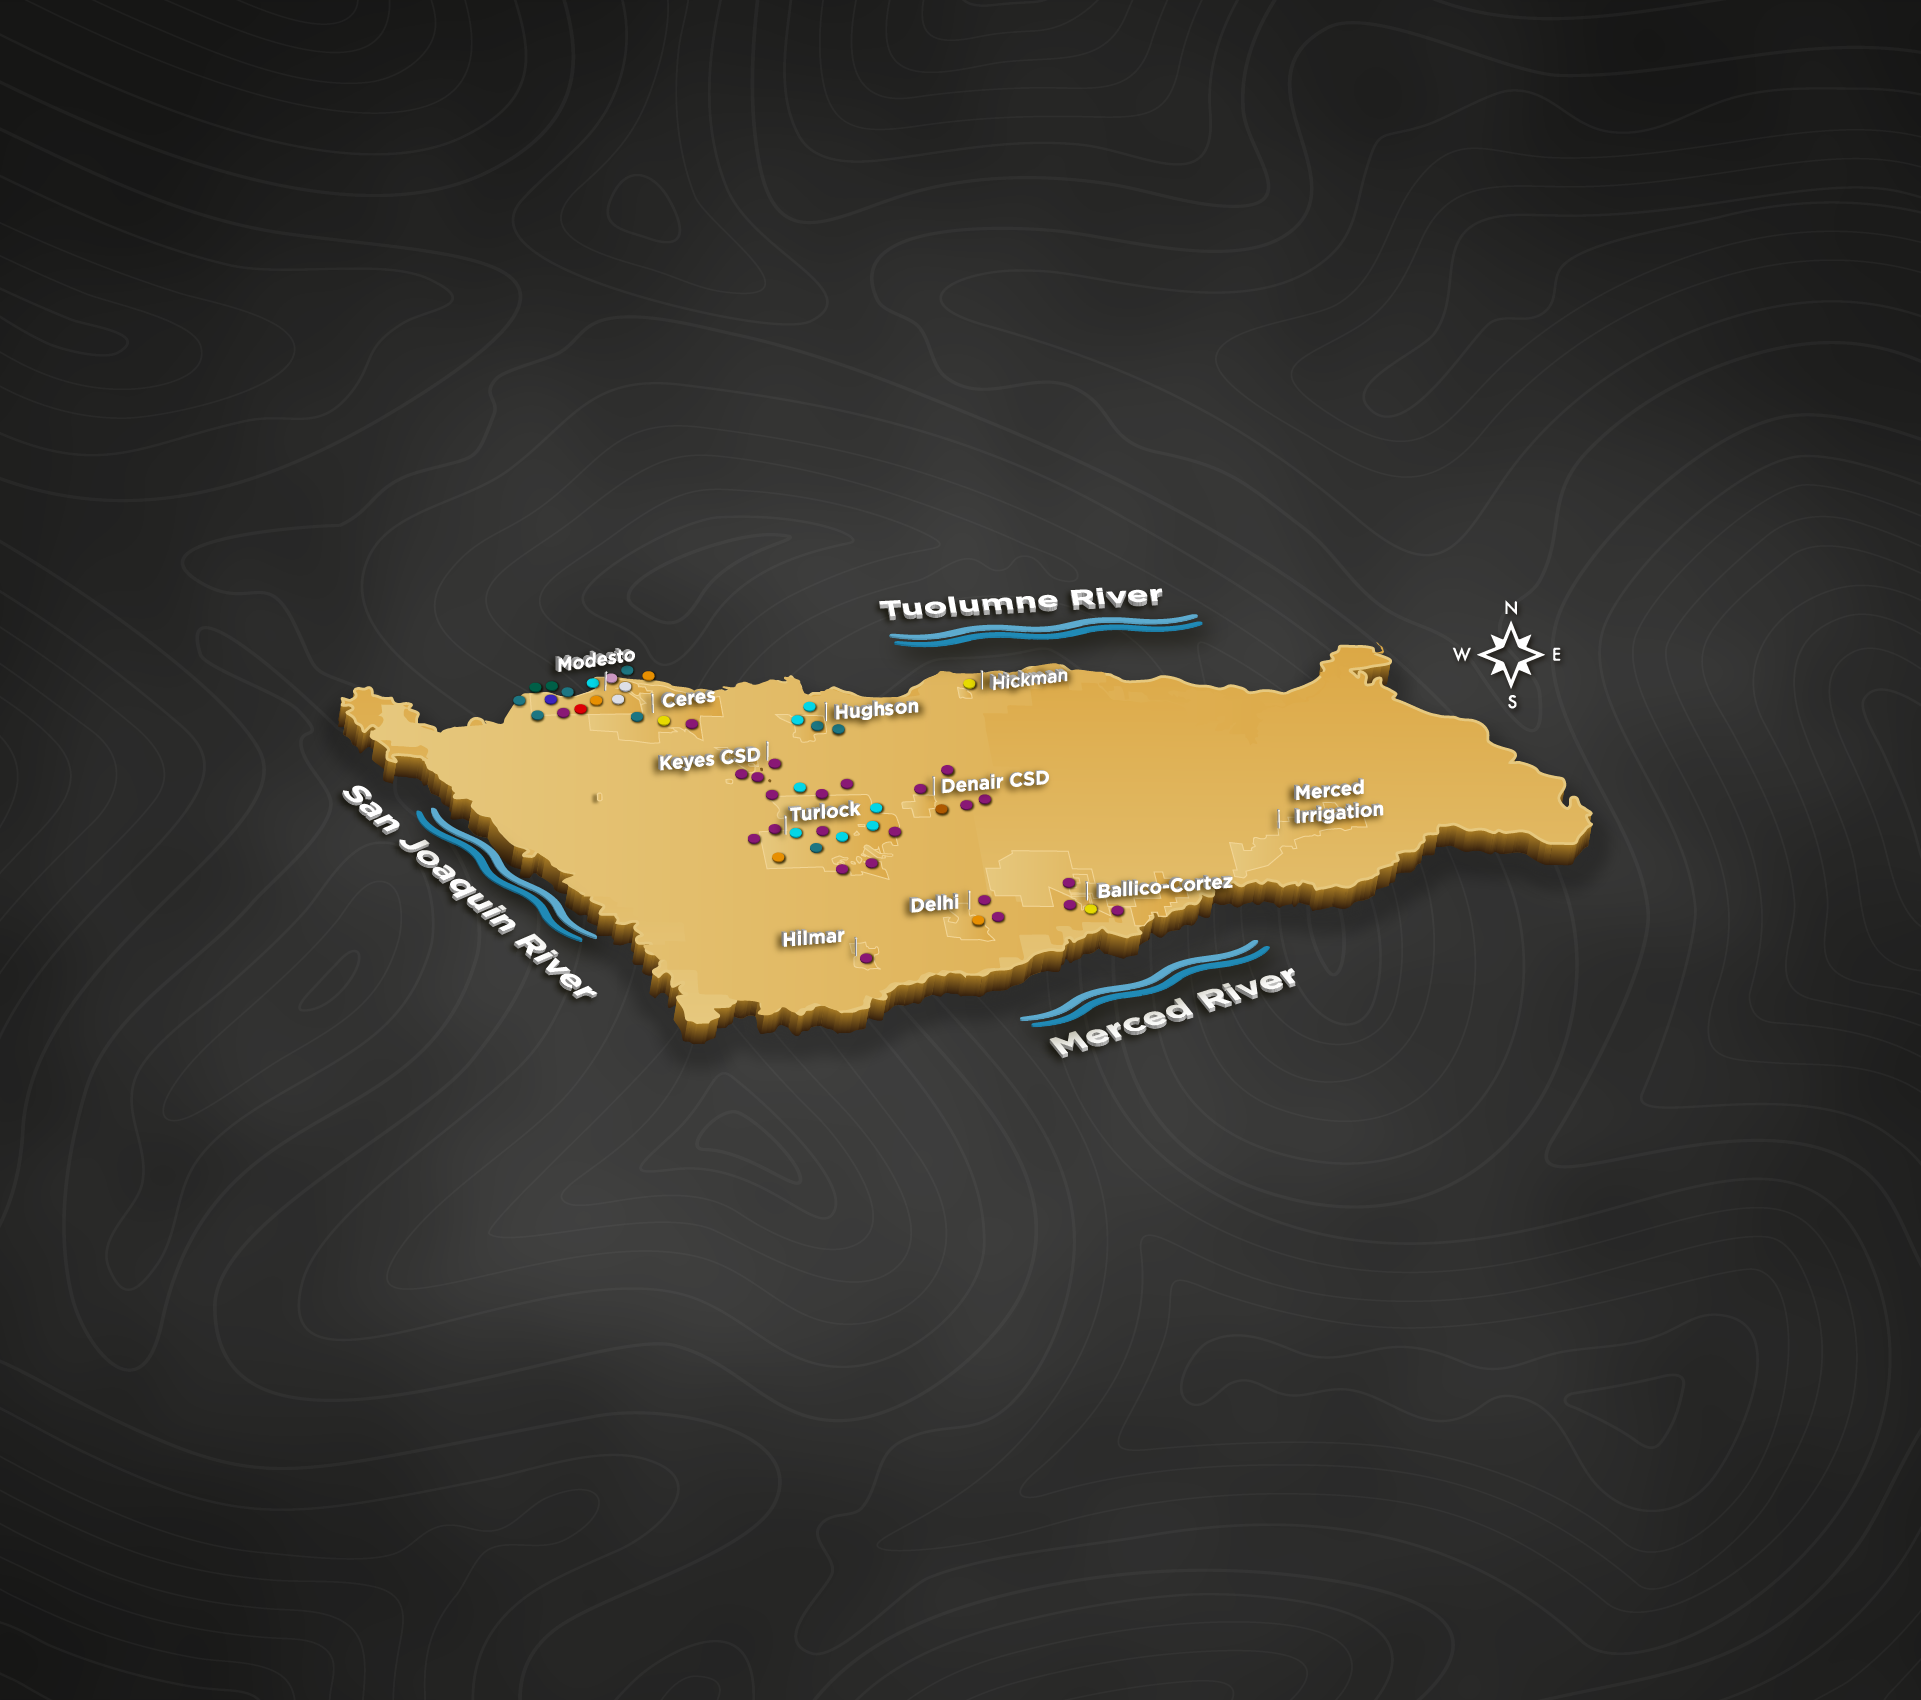 Tuolumne River
N
W
E
S
Modesto
Hickman
Ceres
Hughson
Keyes CSD
Denair CSD
Merced
Irrigation
Turlock
San Joaquin River
Ballico-Cortez
Delhi
Hilmar
Merced River